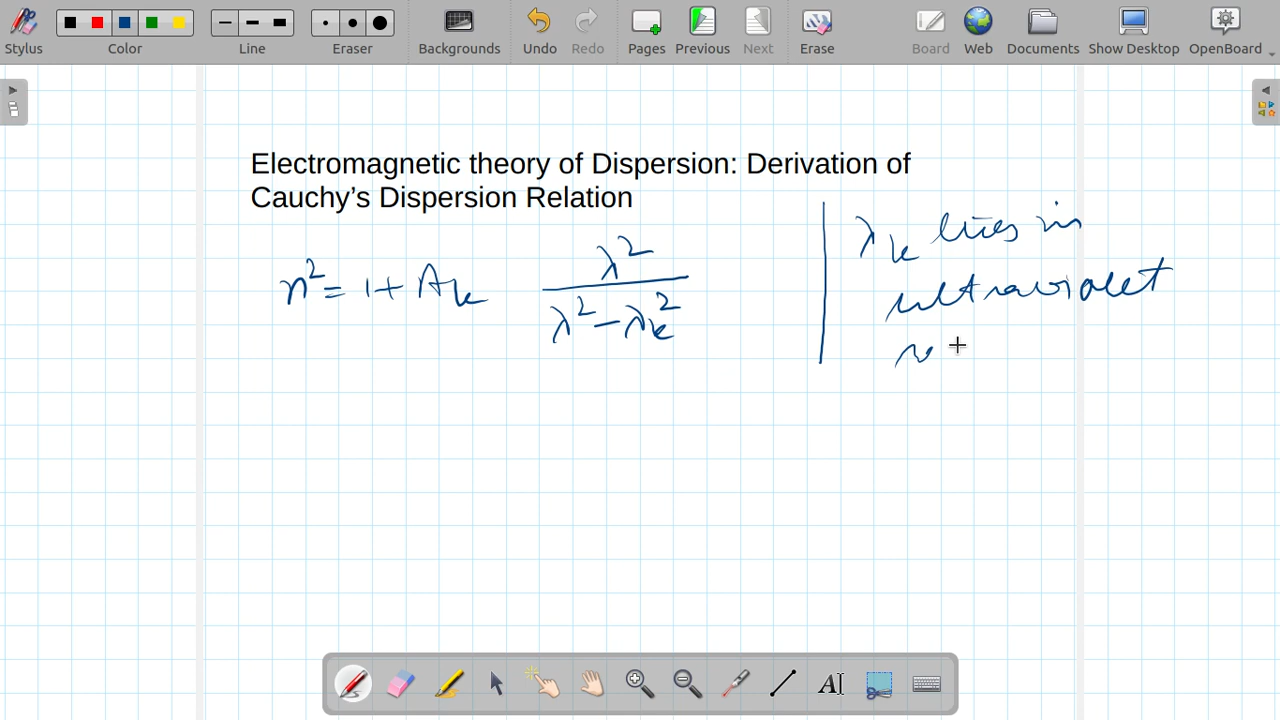 Stylus Color Line Eraser Backgrounds Undo Redo Pages Previous Next Erase Board Web Documents Show Desktop OpenBoard
Electromagnetic theory of Dispersion: Derivation of
Cauchy’s Dispersion Relation
n² = 1 + A_k λ² / (λ² − λ_k²)
λ_k lies in
ultraviolet
AI